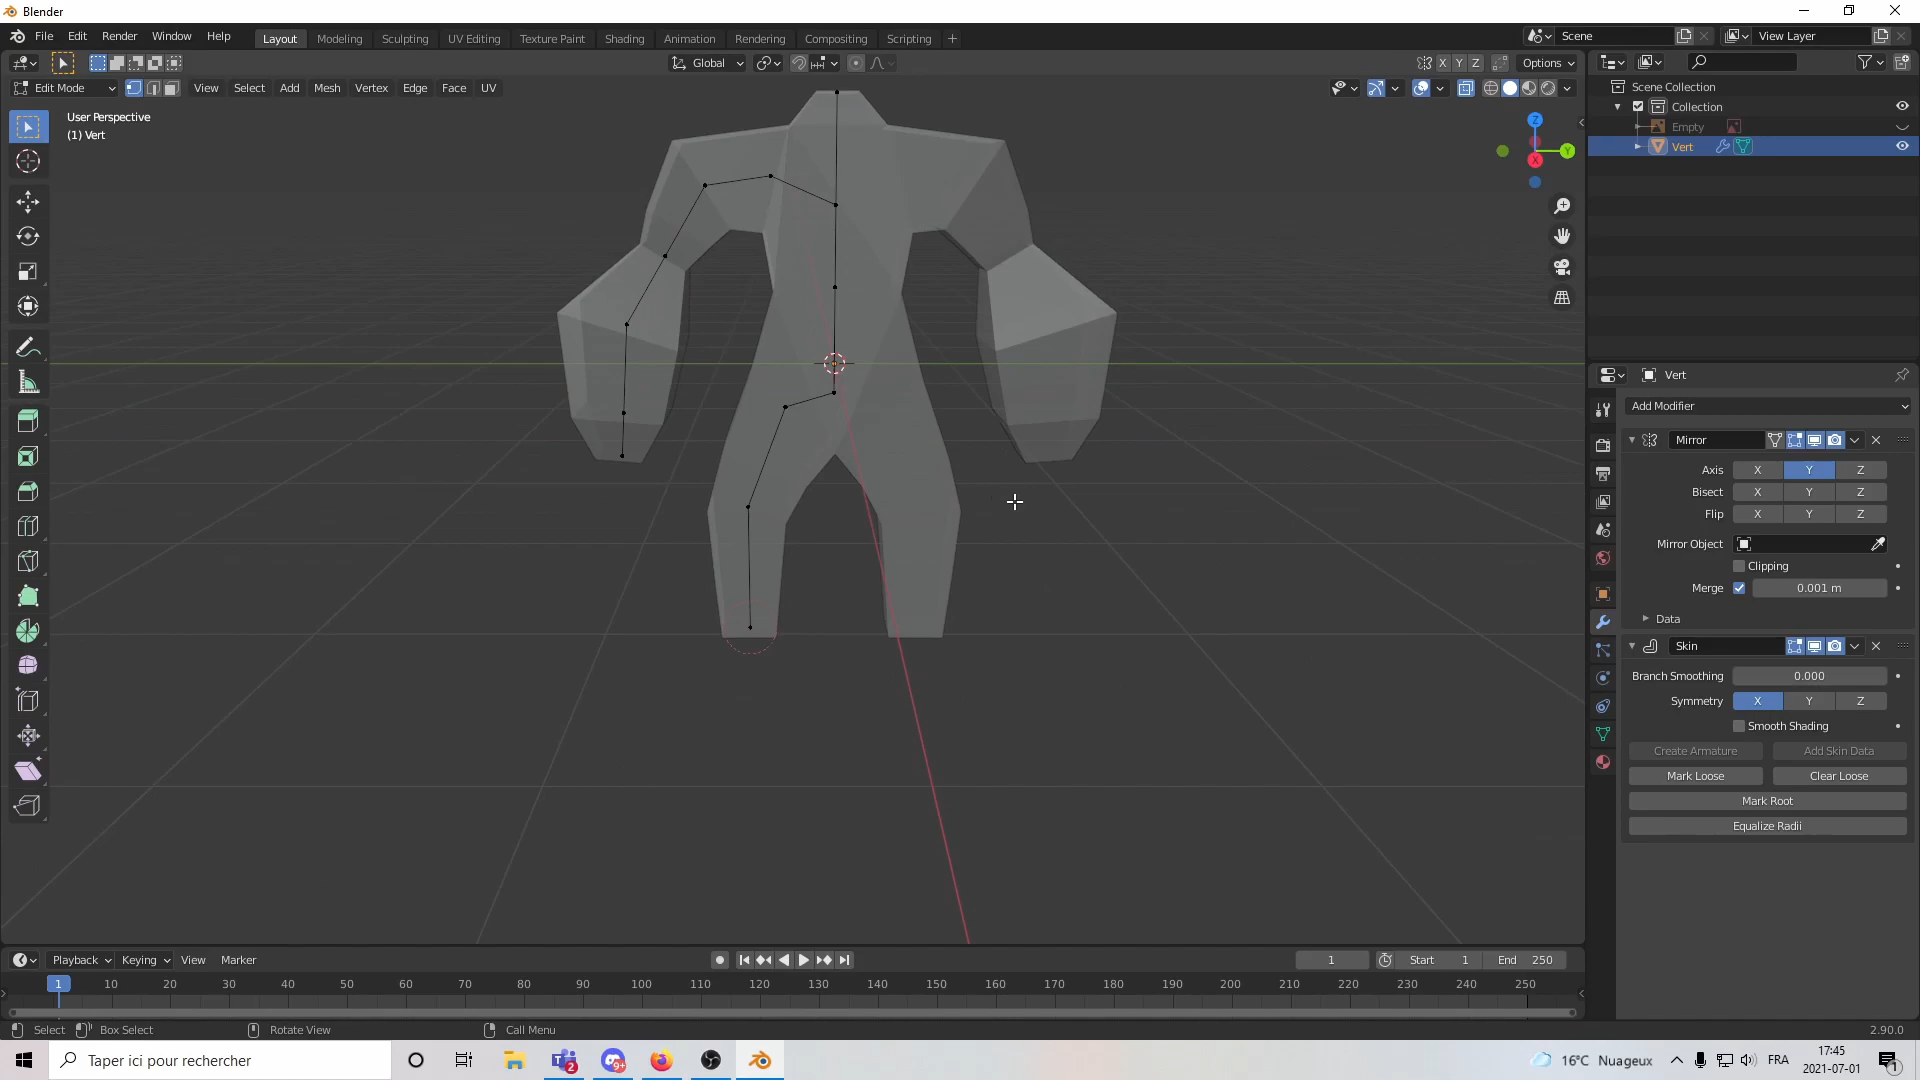 Blender
File Edit Render Window Help
Layout Modeling Sculpting UV Editing Texture Paint Shading Animation Rendering Compositing Scripting +
Scene
View Layer
Global
X Y Z
Options
Edit Mode
View Select Add Mesh Vertex Edge Face UV
User Perspective
(1) Vert
Z
Y
X
Scene Collection
Collection
Empty
Vert
Vert
Add Modifier
Mirror
Axis X Y Z
Bisect X Y Z
Flip X Y Z
Mirror Object
Clipping
Merge 0.001 m
Data
Skin
Branch Smoothing 0.000
Symmetry X Y Z
Smooth Shading
Create Armature Add Skin Data
Mark Loose Clear Loose
Mark Root
Equalize Radii
Playback Keying View Marker
1 Start 1 End 250
1 10 20 30 40 50 60 70 80 90 100 110 120 130 140 150 160 170 180 190 200 210 220 230 240 250
Select Box Select Rotate View Call Menu 2.90.0
Taper ici pour rechercher
2
9+
16°C Nuageux
FRA
17:45
2021-07-01
1